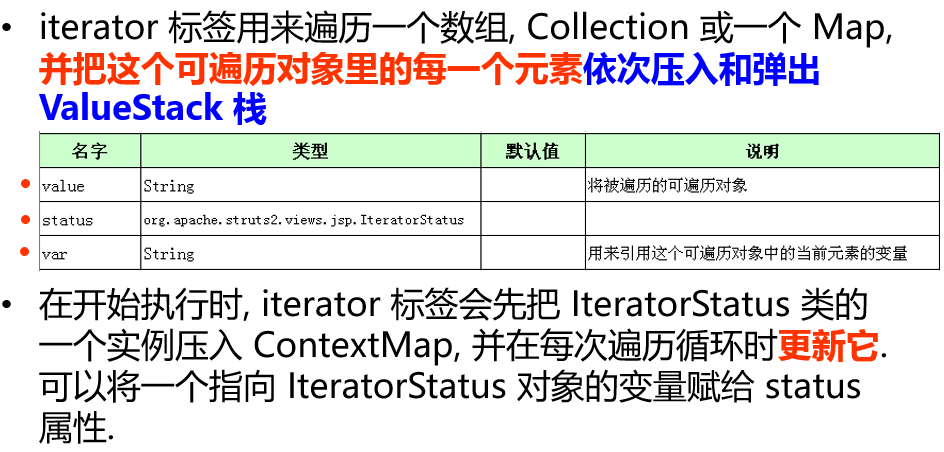 • iterator 标签用来遍历一个数组, Collection 或一个 Map,
并把这个可遍历对象里的每一个元素依次压入和弹出
ValueStack 栈
名字 类型 默认值 说明
• value String 将被遍历的可遍历对象
• status org.apache.struts2.views.jsp.IteratorStatus
• var String 用来引用这个可遍历对象中的当前元素的变量
• 在开始执行时, iterator 标签会先把 IteratorStatus 类的
一个实例压入 ContextMap, 并在每次遍历循环时更新它.
可以将一个指向 IteratorStatus 对象的变量赋给 status
属性.